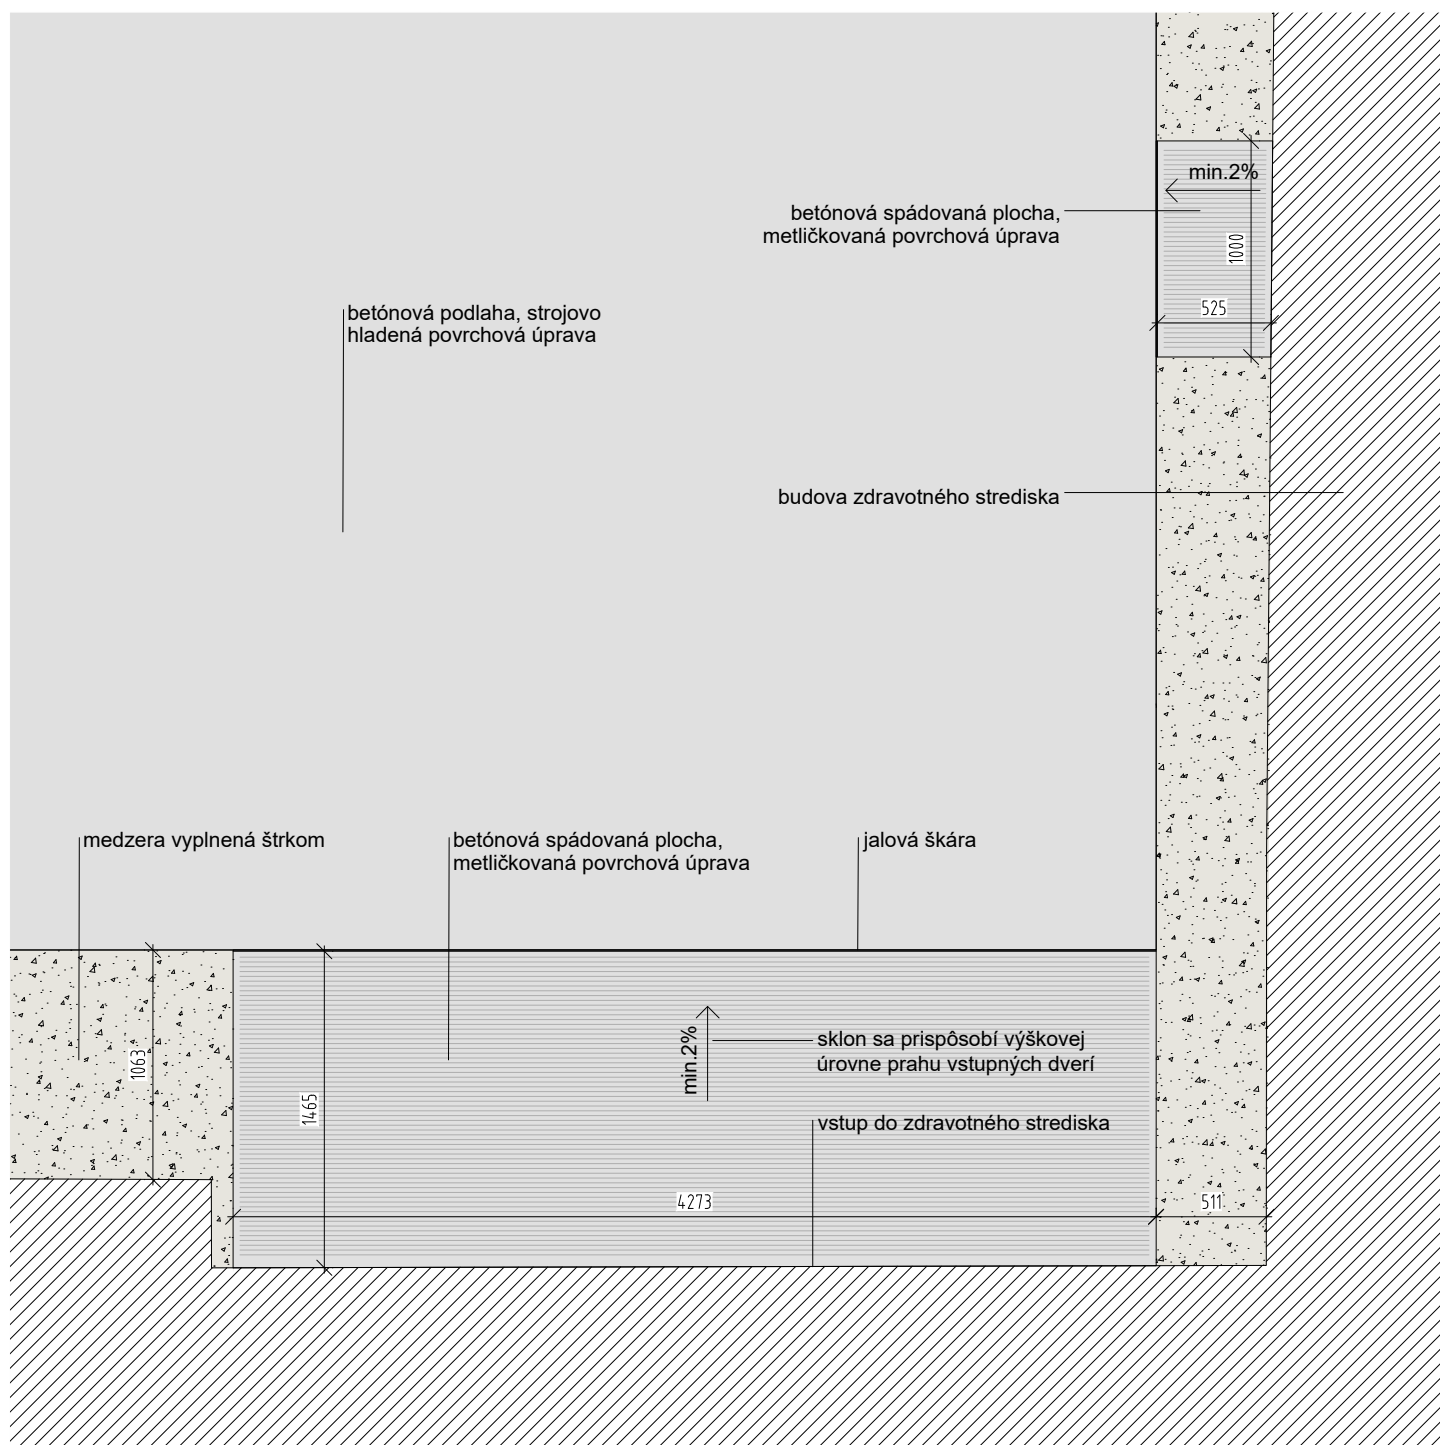 min.2%
betónová spádovaná plocha,
metličkovaná povrchová úprava
1000
525
betónová podlaha, strojovo
hladená povrchová úprava
budova zdravotného strediska
medzera vyplnená štrkom
betónová spádovaná plocha,
metličkovaná povrchová úprava
jalová škára
1063
1465
min.2%
sklon sa prispôsobí výškovej
úrovne prahu vstupných dverí
vstup do zdravotného strediska
4273
511